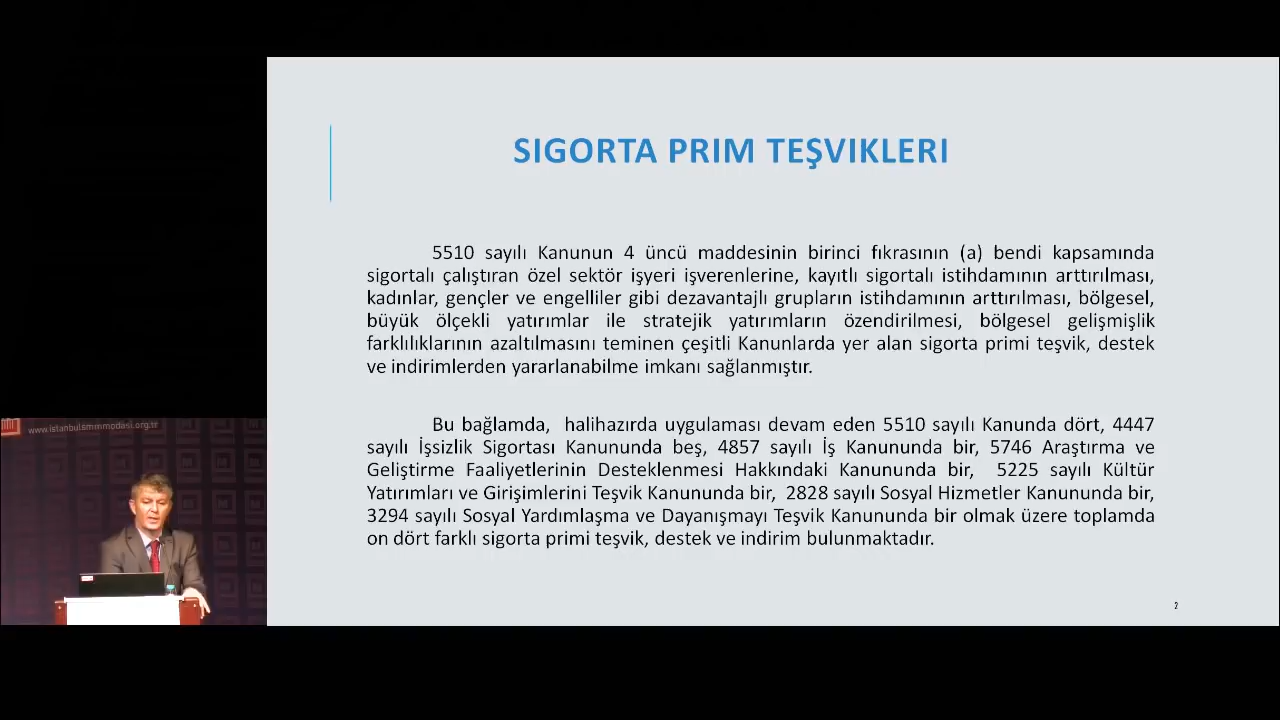 SIGORTA PRIM TEŞVIKLERI
5510 sayılı Kanunun 4 üncü maddesinin birinci fıkrasının (a) bendi kapsamında
sigortalı çalıştıran özel sektör işyeri işverenlerine, kayıtlı sigortalı istihdamının arttırılması,
kadınlar, gençler ve engelliler gibi dezavantajlı grupların istihdamının arttırılması, bölgesel,
büyük ölçekli yatırımlar ile stratejik yatırımların özendirilmesi, bölgesel gelişmişlik
farklılıklarının azaltılmasını teminen çeşitli Kanunlarda yer alan sigorta primi teşvik, destek
ve indirimlerden yararlanabilme imkanı sağlanmıştır.
Bu bağlamda, halihazırda uygulaması devam eden 5510 sayılı Kanunda dört, 4447
sayılı İşsizlik Sigortası Kanununda beş, 4857 sayılı İş Kanununda bir, 5746 Araştırma ve
Geliştirme Faaliyetlerinin Desteklenmesi Hakkındaki Kanununda bir, 5225 sayılı Kültür
Yatırımları ve Girişimlerini Teşvik Kanununda bir, 2828 sayılı Sosyal Hizmetler Kanununda bir,
3294 sayılı Sosyal Yardımlaşma ve Dayanışmayı Teşvik Kanununda bir olmak üzere toplamda
on dört farklı sigorta primi teşvik, destek ve indirim bulunmaktadır.
2
www.istanbulsmmmodasi.org.tr